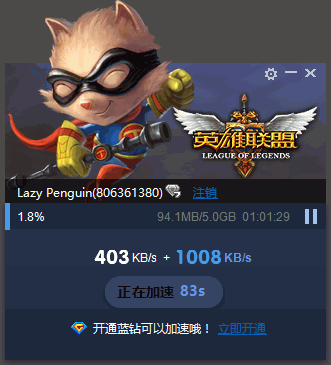 英雄联盟
LEAGUE OF LEGENDS
Lazy Penguin(806361380) 注銷
1.8% 94.1MB/5.0GB 01:01:29
403 KB/s + 1008 KB/s
正在加速 83s
开通蓝钻可以加速哦！ 立即开通